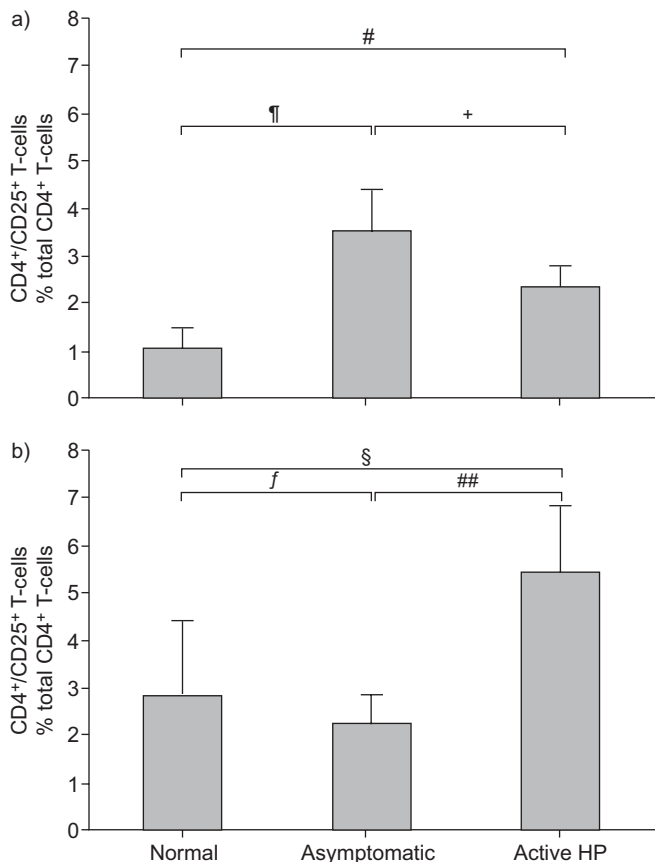 a)
8
7
6
5
4
3
2
1
0
CD4⁺/CD25⁺ T-cells
% total CD4⁺ T-cells
#
¶
+
b)
8
7
6
5
4
3
2
1
0
CD4⁺/CD25⁺ T-cells
% total CD4⁺ T-cells
§
ƒ
##
Normal
Asymptomatic
Active HP